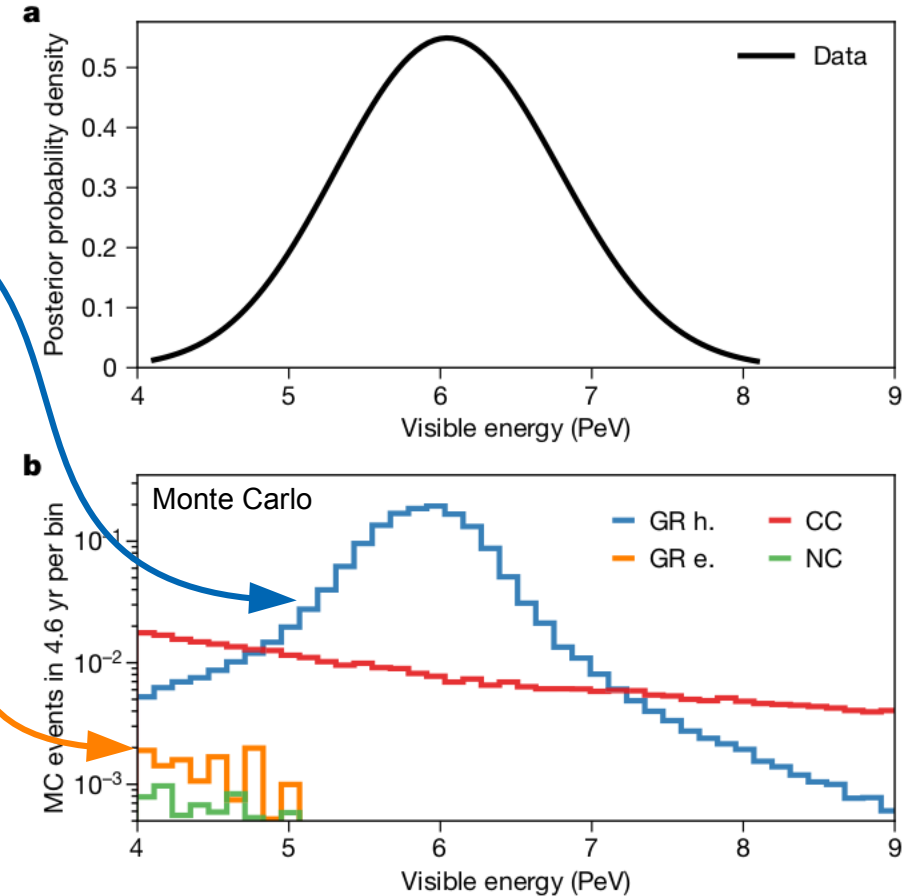 a
Posterior probability density
0.5
0.4
0.3
0.2
0.1
0
Data
4 5 6 7 8 9
Visible energy (PeV)
b
MC events in 4.6 yr per bin
10⁻¹
10⁻²
10⁻³
Monte Carlo
GR h. CC
GR e. NC
4 5 6 7 8 9
Visible energy (PeV)